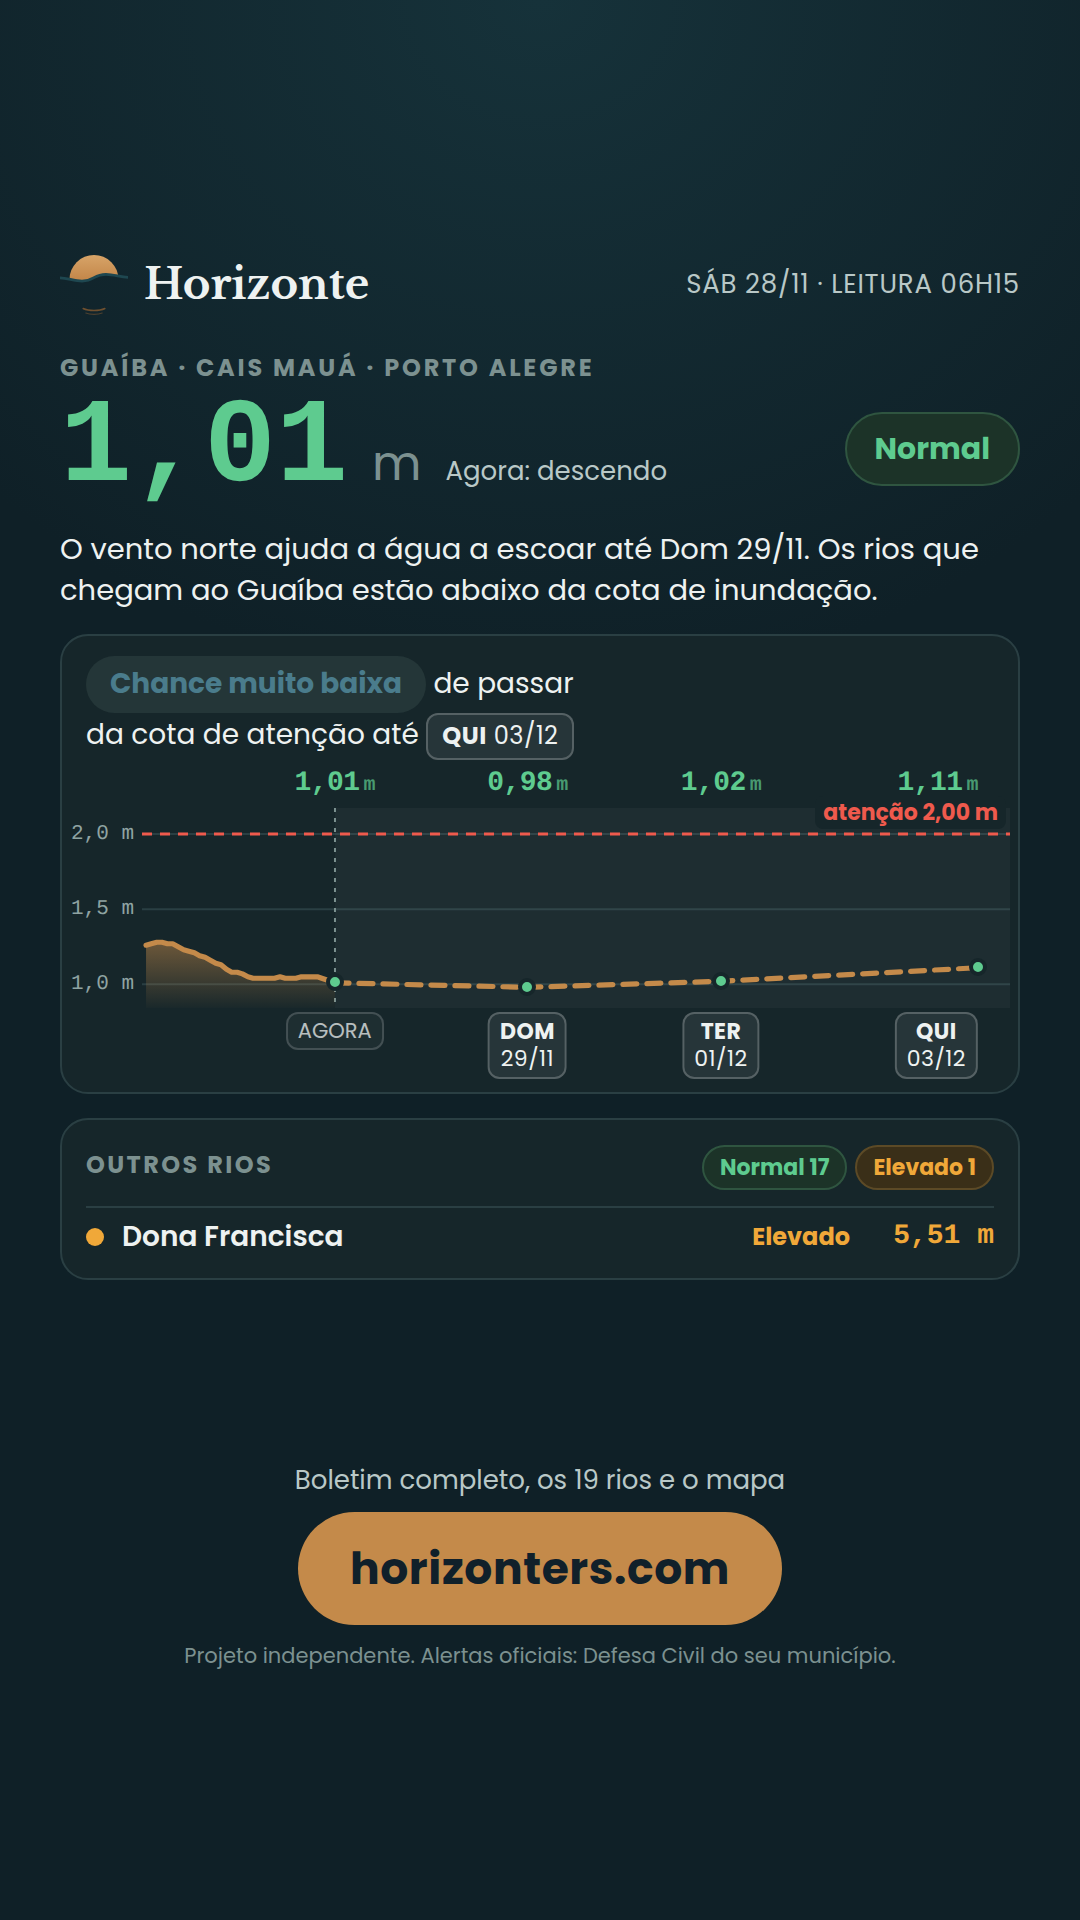 Horizonte
SÁB 28/11 · LEITURA 06H15
GUAÍBA · CAIS MAUÁ · PORTO ALEGRE
1,01 m Agora: descendo
Normal
O vento norte ajuda a água a escoar até Dom 29/11. Os rios que
chegam ao Guaíba estão abaixo da cota de inundação.
Chance muito baixa de passar
da cota de atenção até QUI 03/12
1,01 m 0,98 m 1,02 m 1,11 m
atenção 2,00 m
2,0 m
1,5 m
1,0 m
AGORA DOM TER QUI
29/11 01/12 03/12
OUTROS RIOS Normal 17 Elevado 1
Dona Francisca Elevado 5,51 m
Boletim completo, os 19 rios e o mapa
horizonters.com
Projeto independente. Alertas oficiais: Defesa Civil do seu município.